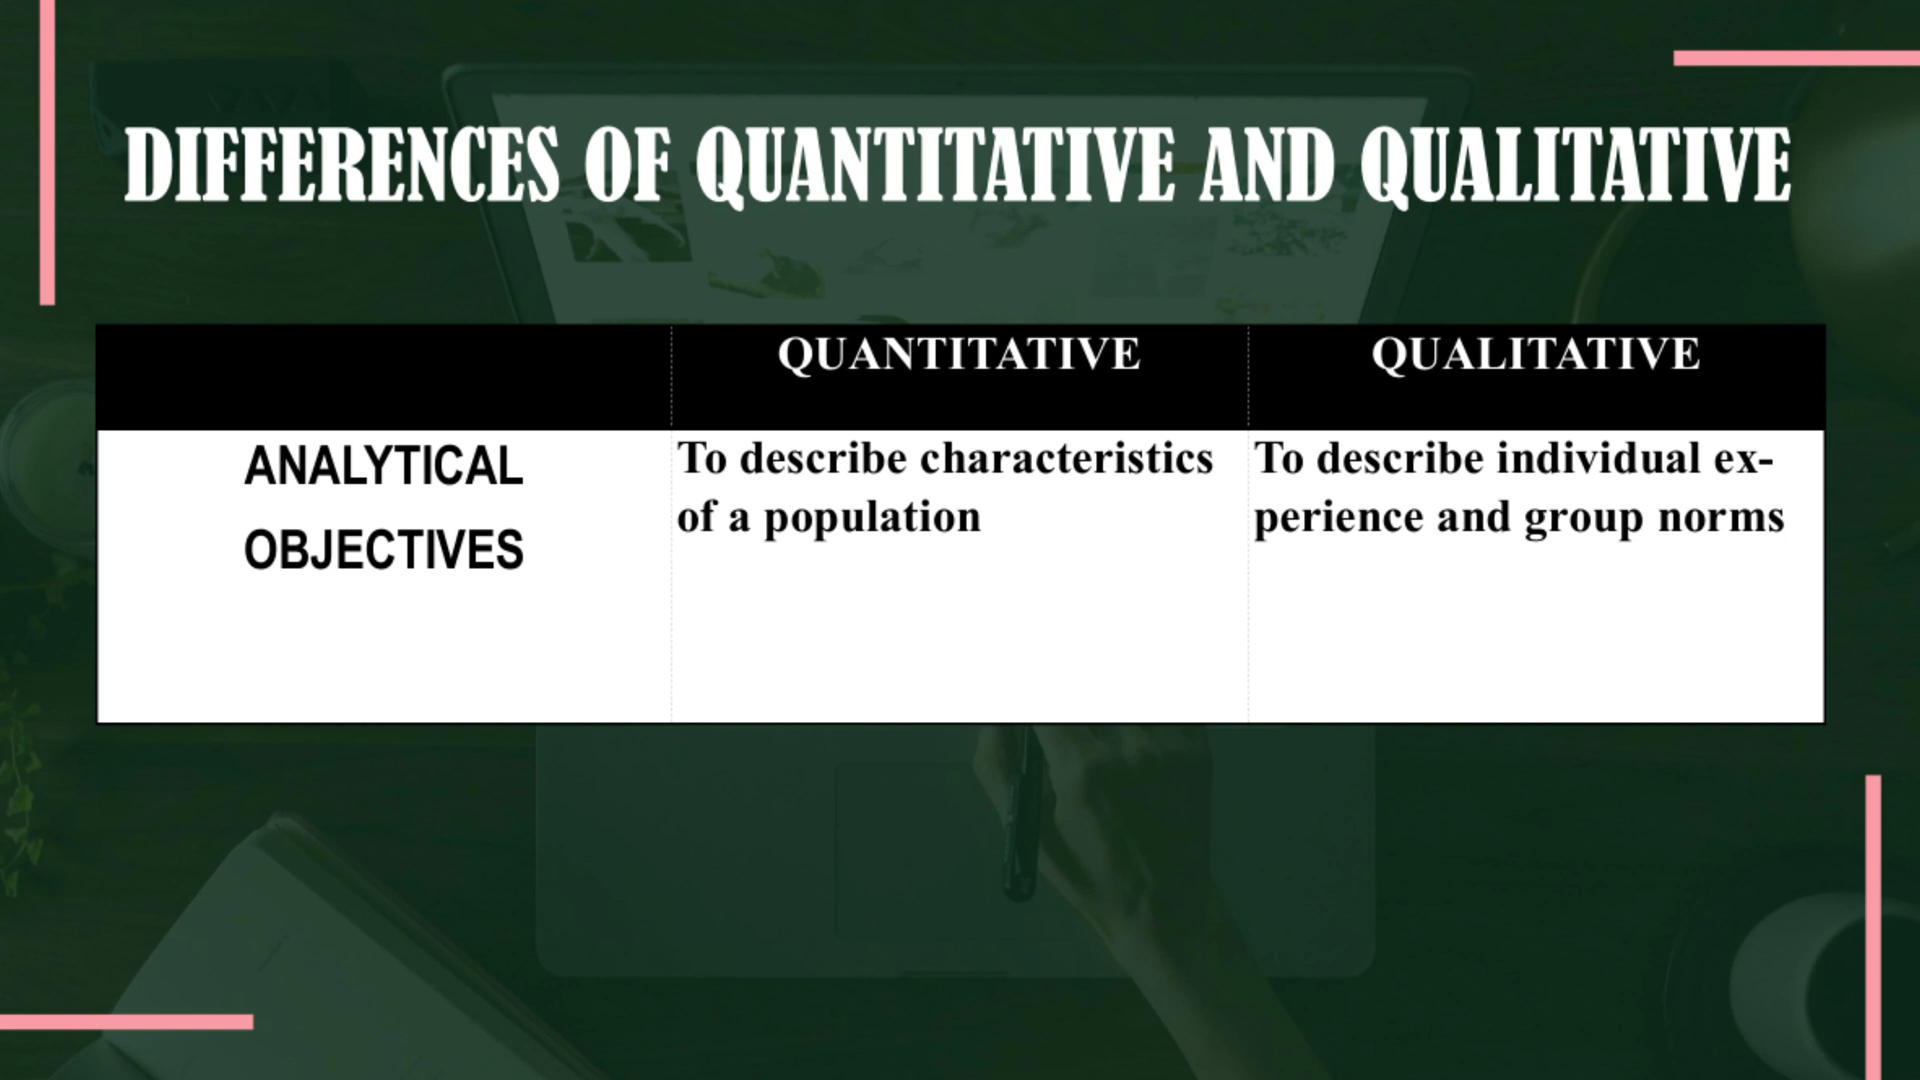 DIFFERENCES OF QUANTITATIVE AND QUALITATIVE
QUANTITATIVE
QUALITATIVE
ANALYTICAL
OBJECTIVES
To describe characteristics
of a population
To describe individual ex-
perience and group norms